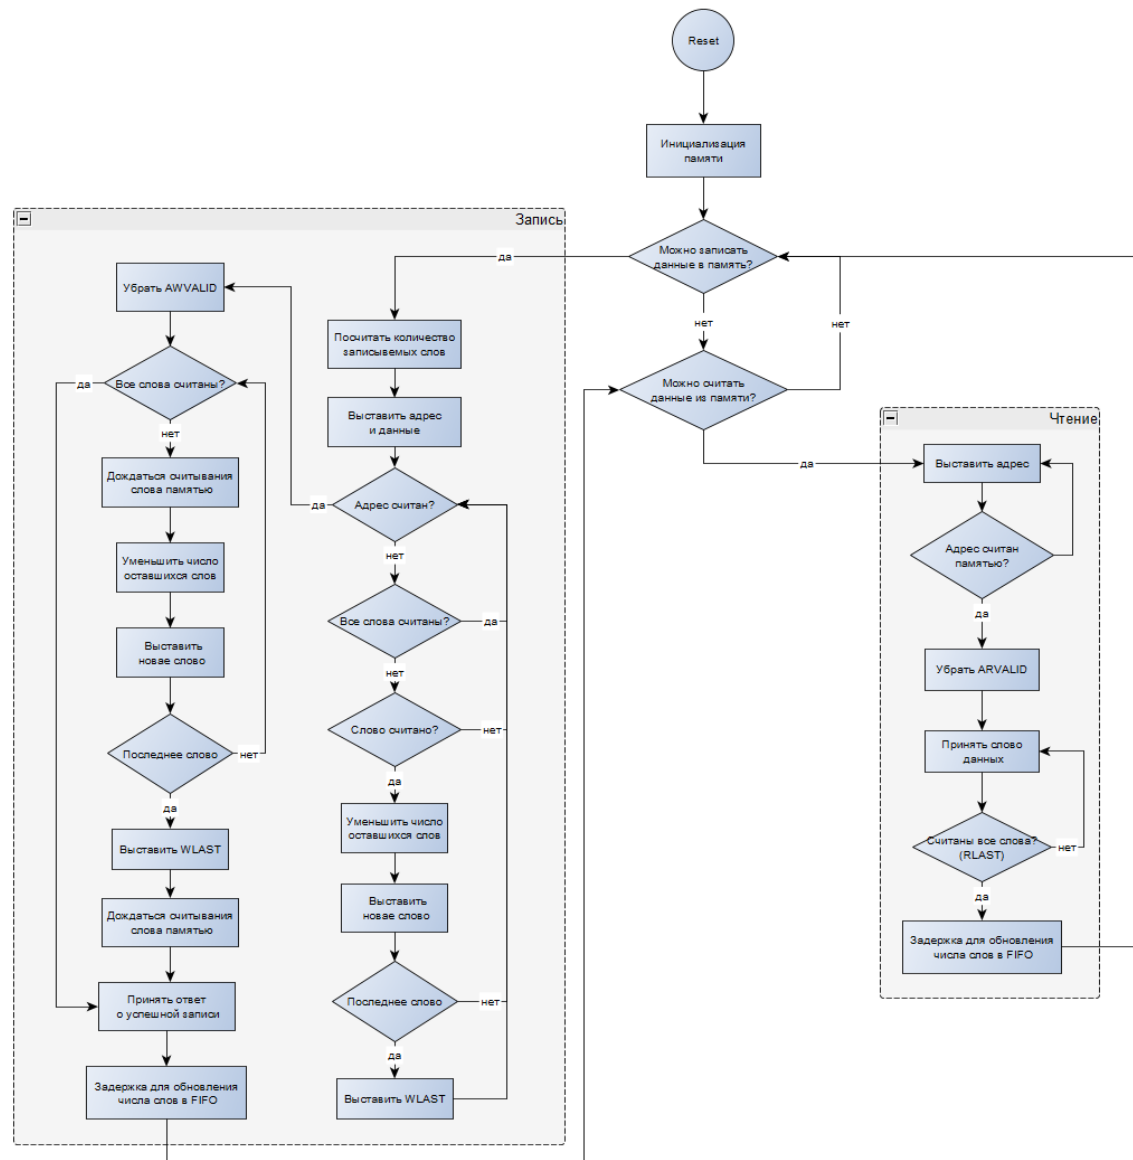 Reset
Инициализация
памяти
Запись
Можно записать
данные в память?
да
нет
нет
Можно считать
данные из памяти?
да
Убрать AWVALID
Все слова считаны?
да
нет
Дождаться считывания
слова памятью
Уменьшить число
оставшихся слов
Выставить
новае слово
Последнее слово
нет
да
Выставить WLAST
Дождаться считывания
слова памятью
Принять ответ
о успешной записи
Задержка для обновления
числа слов в FIFO
Посчитать количество
записывемых слов
Выставить адрес
и данные
Адрес считан?
да
нет
Все слова считаны?
да
нет
Слово считано?
нет
да
Уменьшить число
оставшихся слов
Выставить
новае слово
Последнее слово
нет
да
Выставить WLAST
Чтение
Выставить адрес
Адрес считан
памятью?
да
Убрать ARVALID
Принять слово
данных
Считаны все слова?
(RLAST)
нет
да
Задержка для обновления
числа слов в FIFO